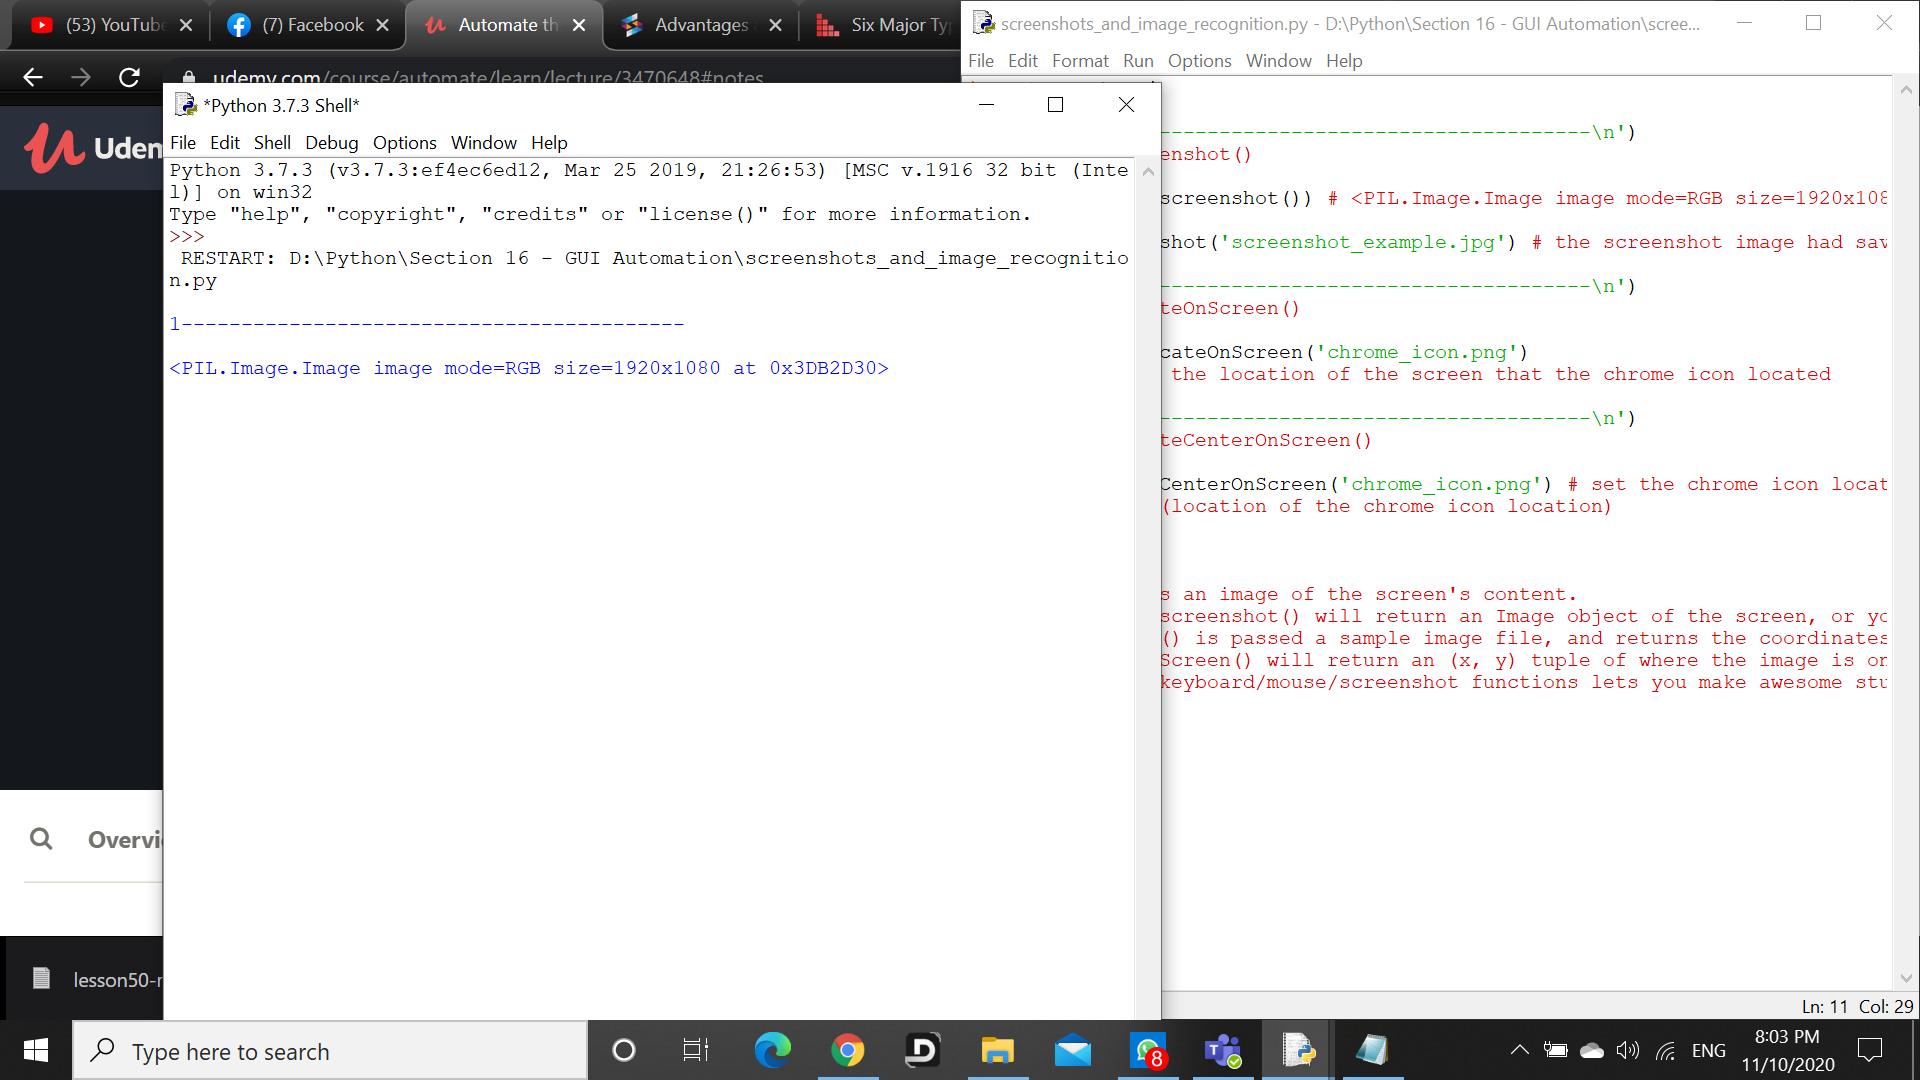 (53) YouTube
(7) Facebook
Automate th
Advantages
Six Major Ty
udemy.com/course/automate/learn/lecture/3470648#notes
Udem
screenshots_and_image_recognition.py - D:\Python\Section 16 - GUI Automation\scree...
File Edit Format Run Options Window Help
*Python 3.7.3 Shell*
File Edit Shell Debug Options Window Help
Python 3.7.3 (v3.7.3:ef4ec6ed12, Mar 25 2019, 21:26:53) [MSC v.1916 32 bit (Inte
l)] on win32
Type "help", "copyright", "credits" or "license()" for more information.
>>>
RESTART: D:\Python\Section 16 - GUI Automation\screenshots_and_image_recognitio
n.py
1------------------------------------------
<PIL.Image.Image image mode=RGB size=1920x1080 at 0x3DB2D30>
------------------------------------\n')
enshot()
screenshot()) # <PIL.Image.Image image mode=RGB size=1920x108
shot('screenshot_example.jpg') # the screenshot image had sav
------------------------------------\n')
teOnScreen()
cateOnScreen('chrome_icon.png')
the location of the screen that the chrome icon located
------------------------------------\n')
teCenterOnScreen()
CenterOnScreen('chrome_icon.png') # set the chrome icon locat
(location of the chrome icon location)
s an image of the screen's content.
screenshot() will return an Image object of the screen, or yo
() is passed a sample image file, and returns the coordinates
Screen() will return an (x, y) tuple of where the image is on
keyboard/mouse/screenshot functions lets you make awesome stu
Ln: 11 Col: 29
Overvi
lesson50-r
Type here to search
8
ENG
8:03 PM
11/10/2020